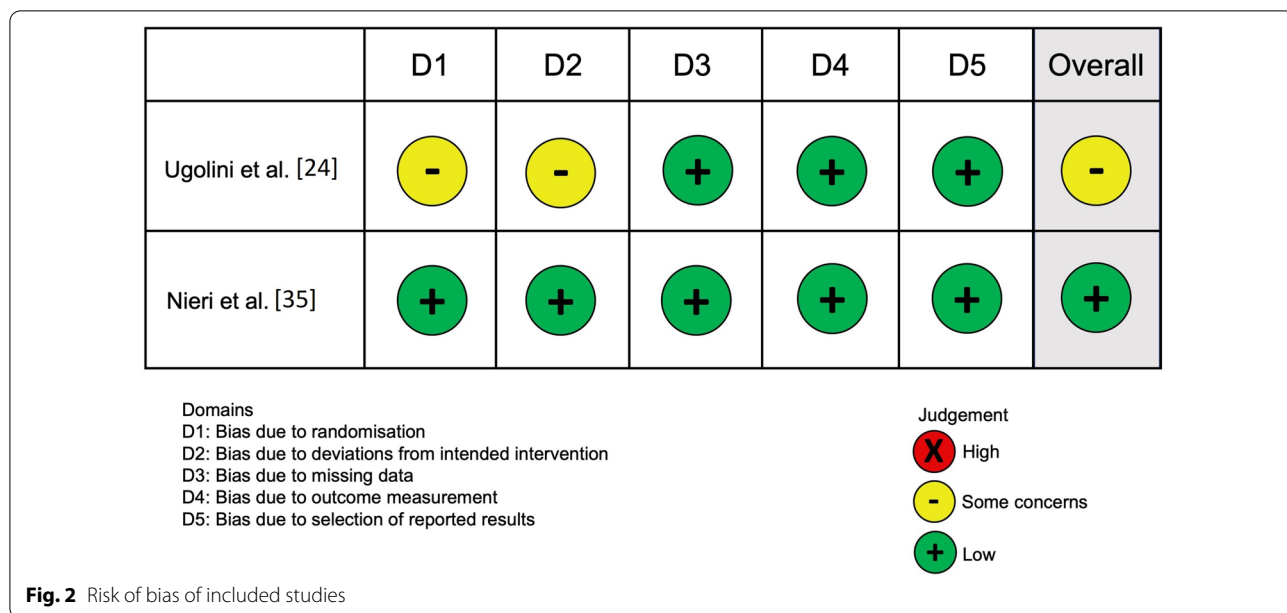 D1 D2 D3 D4 D5 Overall
Ugolini et al. [24] - - + + + -
Nieri et al. [35] + + + + + +
Domains
D1: Bias due to randomisation
D2: Bias due to deviations from intended intervention
D3: Bias due to missing data
D4: Bias due to outcome measurement
D5: Bias due to selection of reported results
Judgement
X High
- Some concerns
+ Low
Fig. 2 Risk of bias of included studies